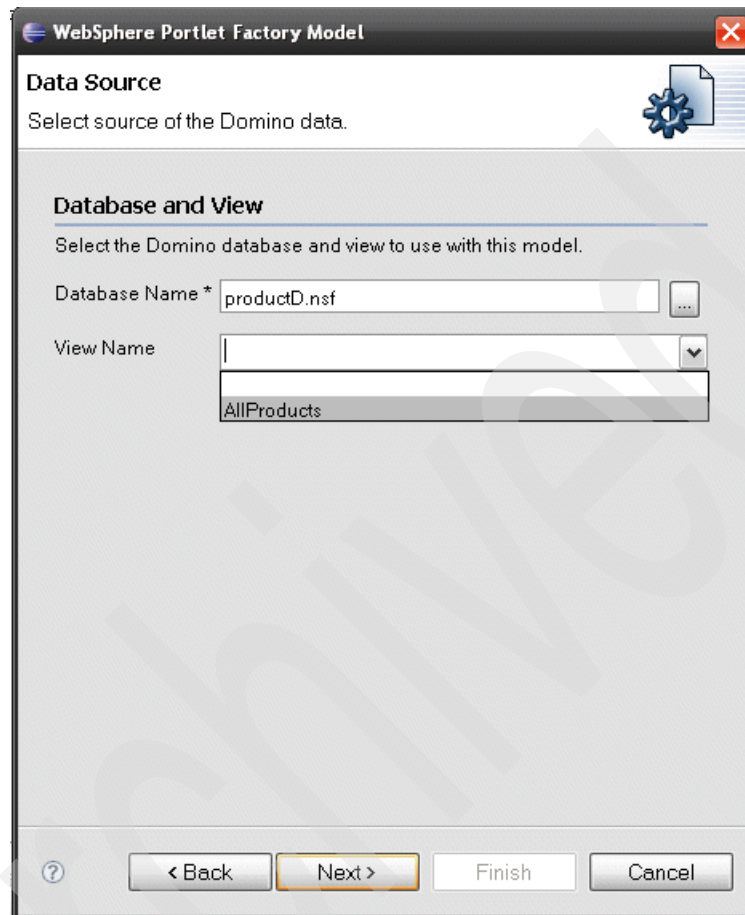 WebSphere Portlet Factory Model
Data Source
Select source of the Domino data.
Database and View
Select the Domino database and view to use with this model.
Database Name * productD.nsf ...
View Name
AllProducts
? < Back Next > Finish Cancel
Archived